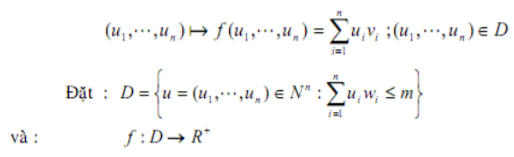 (u₁,⋯,uₙ) ↦ f(u₁,⋯,uₙ) = ∑ᵢ₌₁ⁿ uᵢvᵢ ;(u₁,⋯,uₙ) ∈ D
Đặt : D = {u = (u₁,⋯,uₙ) ∈ Nⁿ : ∑ᵢ₌₁ⁿ uᵢwᵢ ≤ m}
và : f : D → R⁺